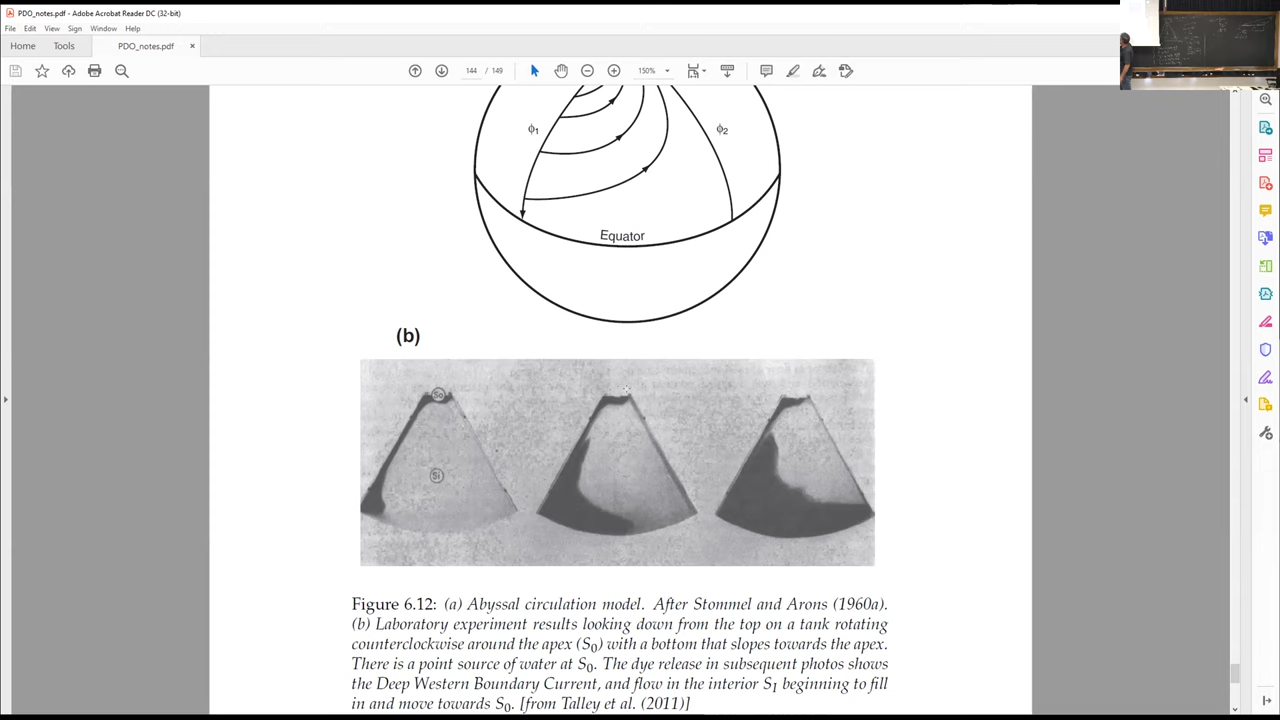 PDO_notes.pdf - Adobe Acrobat Reader DC (32-bit)
File Edit View Sign Window Help
Home Tools PDO_notes.pdf ×
144 / 149 150%
ϕ1 ϕ2
Equator
(b)
So
Si
Figure 6.12: (a) Abyssal circulation model. After Stommel and Arons (1960a).
(b) Laboratory experiment results looking down from the top on a tank rotating
counterclockwise around the apex (S0) with a bottom that slopes towards the apex.
There is a point source of water at S0. The dye release in subsequent photos shows
the Deep Western Boundary Current, and flow in the interior S1 beginning to fill
in and move towards S0. [from Talley et al. (2011)]